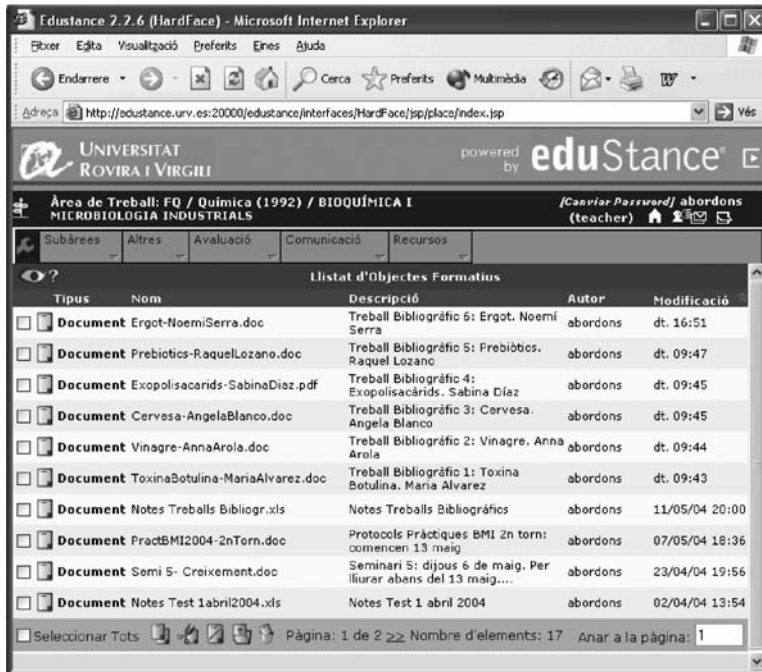 Edustance 2.2.6 (HardFace) - Microsoft Internet Explorer
Fitxer Edita Visualització Preferits Eines Ajuda
Endarrere Cerca Preferits Multimèdia
Adreça http://edustance.urv.es:20000/edustance/interfaces/HardFace/jsp/place/index.jsp Vés
UNIVERSITAT
ROVIRA I VIRGILI
powered by eduStance
Àrea de Treball: FQ / Química (1992) / BIOQUÍMICA I
MICROBIOLOGIA INDUSTRIALS
[Canviar Password] abordons
(teacher)
Subàrees Altres Avaluació Comunicació Recursos
? Llistat d'Objectes Formatius
Tipus Nom Descripció Autor Modificació
Document Ergot-NoemiSerra.doc Treball Bibliogràfic 6: Ergot. Noemí
Serra abordons dt. 16:51
Document Prebiotics-RaquelLozano.doc Treball Bibliogràfic 5: Prebiòtics.
Raquel Lozano abordons dt. 09:47
Document Exopolisacarids-SabinaDiaz.pdf Treball Bibliogràfic 4:
Exopolisacàrids. Sabina Díaz abordons dt. 09:45
Document Cervesa-AngelaBlanco.doc Treball Bibliogràfic 3: Cervesa.
Angela Blanco abordons dt. 09:45
Document Vinagre-AnnaArola.doc Treball Bibliogràfic 2: Vinagre. Anna
Arola abordons dt. 09:44
Document ToxinaBotulina-MariaAlvarez.doc Treball Bibliogràfic 1: Toxina
Botulina. Maria Alvarez abordons dt. 09:43
Document Notes Treballs Bibliogr.xls Notes Treballs Bibliogràfics abordons 11/05/04 20:00
Document PractBMI2004-2nTorn.doc Protocols Pràctiques BMI 2n torn:
comencen 13 maig abordons 07/05/04 18:36
Document Semi 5- Creixement.doc Seminari 5: dijous 6 de maig. Per
lliurar abans del 13 maig.... abordons 23/04/04 19:56
Document Notes Test 1abril2004.xls Notes Test 1 abril 2004 abordons 02/04/04 13:54
Seleccionar Tots Pàgina: 1 de 2 >> Nombre d'elements: 17 Anar a la pàgina: 1